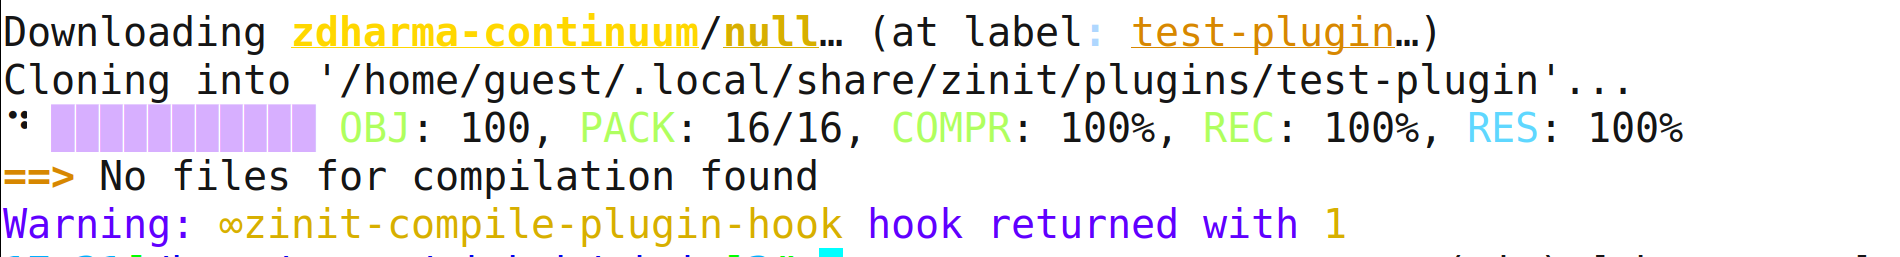 Downloading zdharma-continuum/null… (at label: test-plugin…)
Cloning into '/home/guest/.local/share/zinit/plugins/test-plugin'...
OBJ: 100, PACK: 16/16, COMPR: 100%, REC: 100%, RES: 100%
==> No files for compilation found
Warning: ∞zinit-compile-plugin-hook hook returned with 1